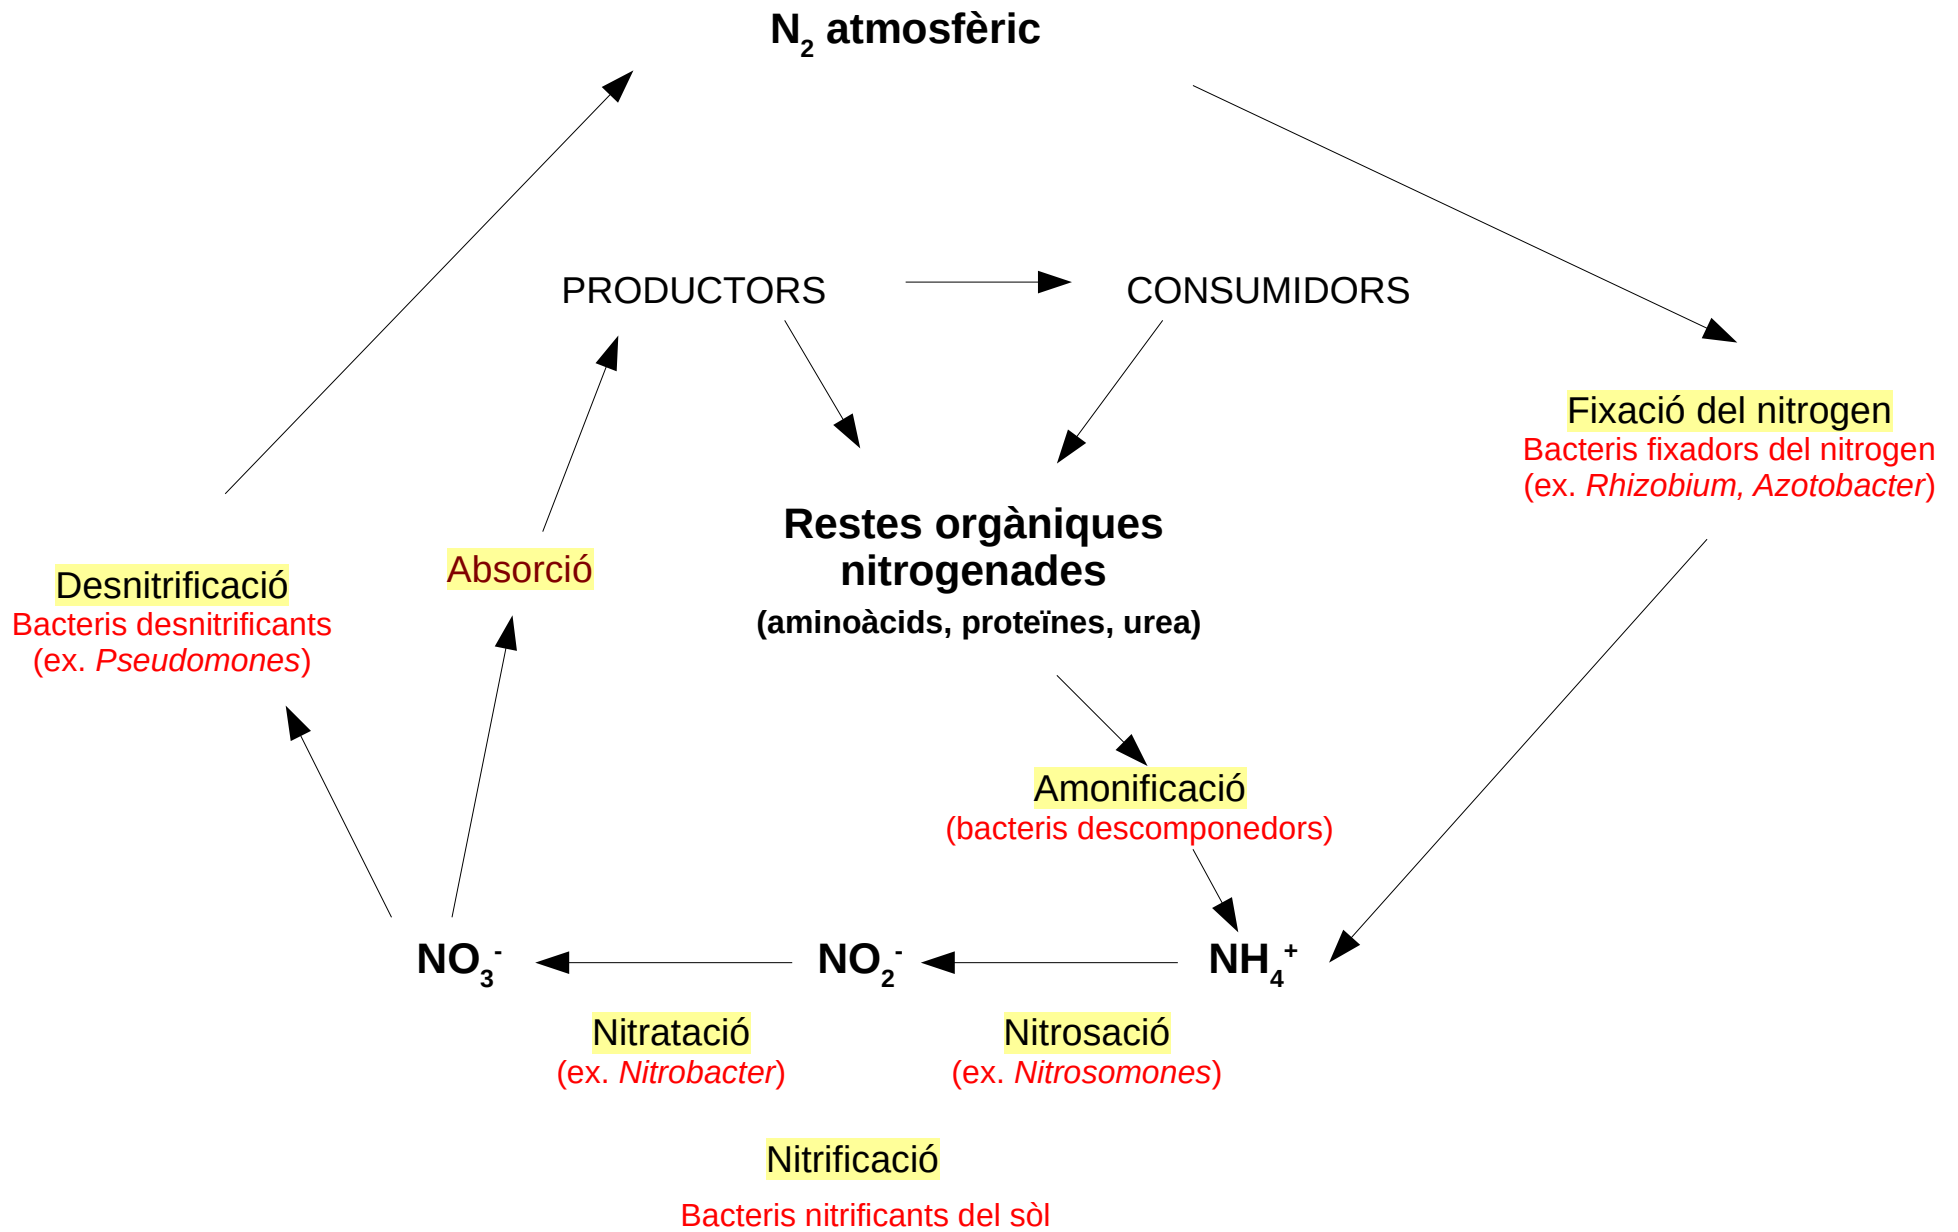 N₂ atmosfèric
PRODUCTORS
CONSUMIDORS
Fixació del nitrogen
Bacteris fixadors del nitrogen
(ex. Rhizobium, Azotobacter)
Restes orgàniques
nitrogenades
(aminoàcids, proteïnes, urea)
Absorció
Desnitrificació
Bacteris desnitrificants
(ex. Pseudomones)
Amonificació
(bacteris descomponedors)
NO₃⁻
NO₂⁻
NH₄⁺
Nitratació
(ex. Nitrobacter)
Nitrosació
(ex. Nitrosomones)
Nitrificació
Bacteris nitrificants del sòl